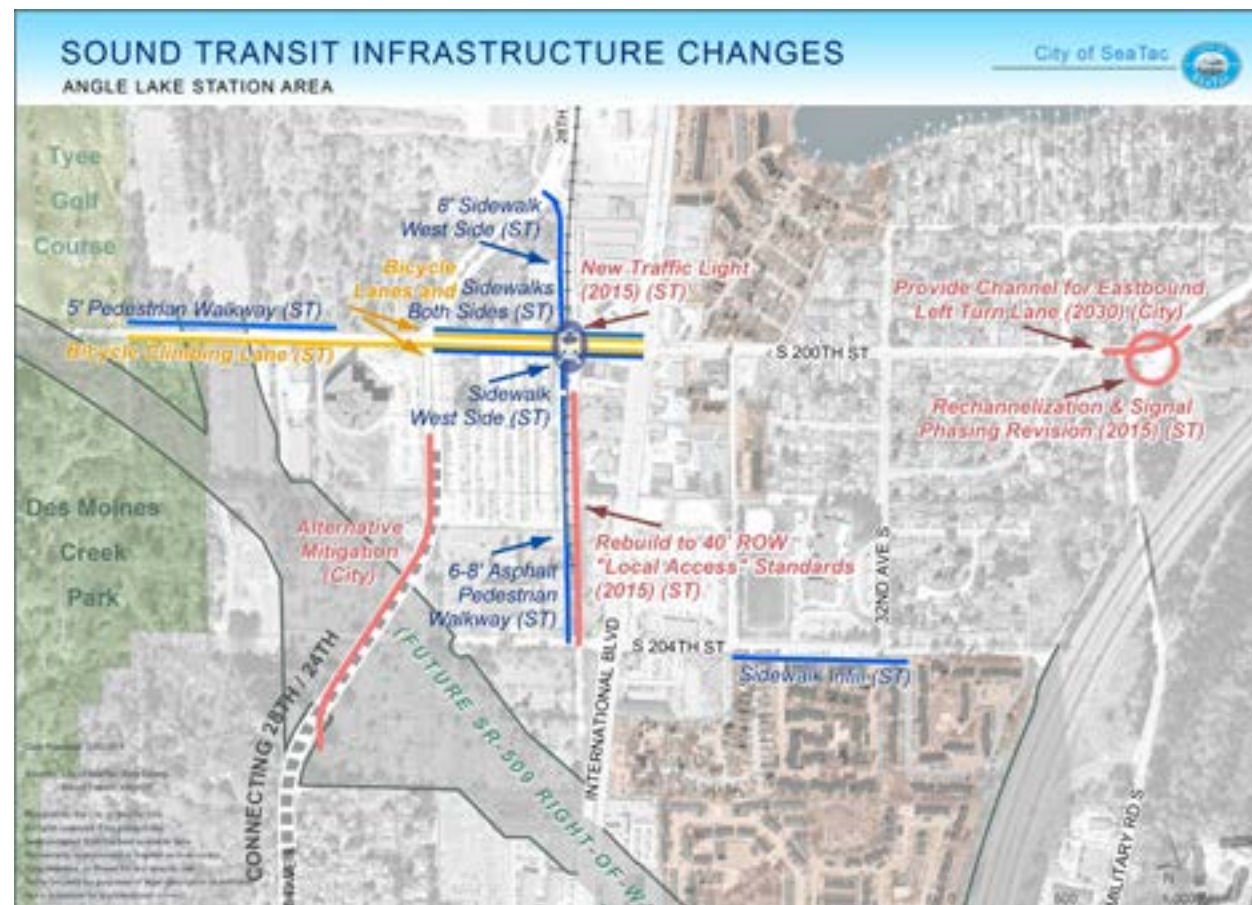 SOUND TRANSIT INFRASTRUCTURE CHANGES
ANGLE LAKE STATION AREA
City of SeaTac
Tyee
Golf
Course
28TH
8' Sidewalk
West Side (ST)
Bicycle
Lanes and
Sidewalks
Both Sides (ST)
New Traffic Light
(2015) (ST)
Provide Channel for Eastbound
Left Turn Lane (2030) (City)
5' Pedestrian Walkway (ST)
Bicycle Climbing Lane (ST)
S 200TH ST
Sidewalk
West Side (ST)
Rechannelization & Signal
Phasing Revision (2015) (ST)
Des Moines
Creek
Park
Alternative
Mitigation
(City)
6-8' Asphalt
Pedestrian
Walkway (ST)
Rebuild to 40' ROW
"Local Access" Standards
(2015) (ST)
32ND AVE S
S 204TH ST
Sidewalk Infill (ST)
INTERNATIONAL BLVD
CONNECTING 28TH / 24TH
(FUTURE SR-509 RIGHT-OF-W
MILITARY RD S
500
N